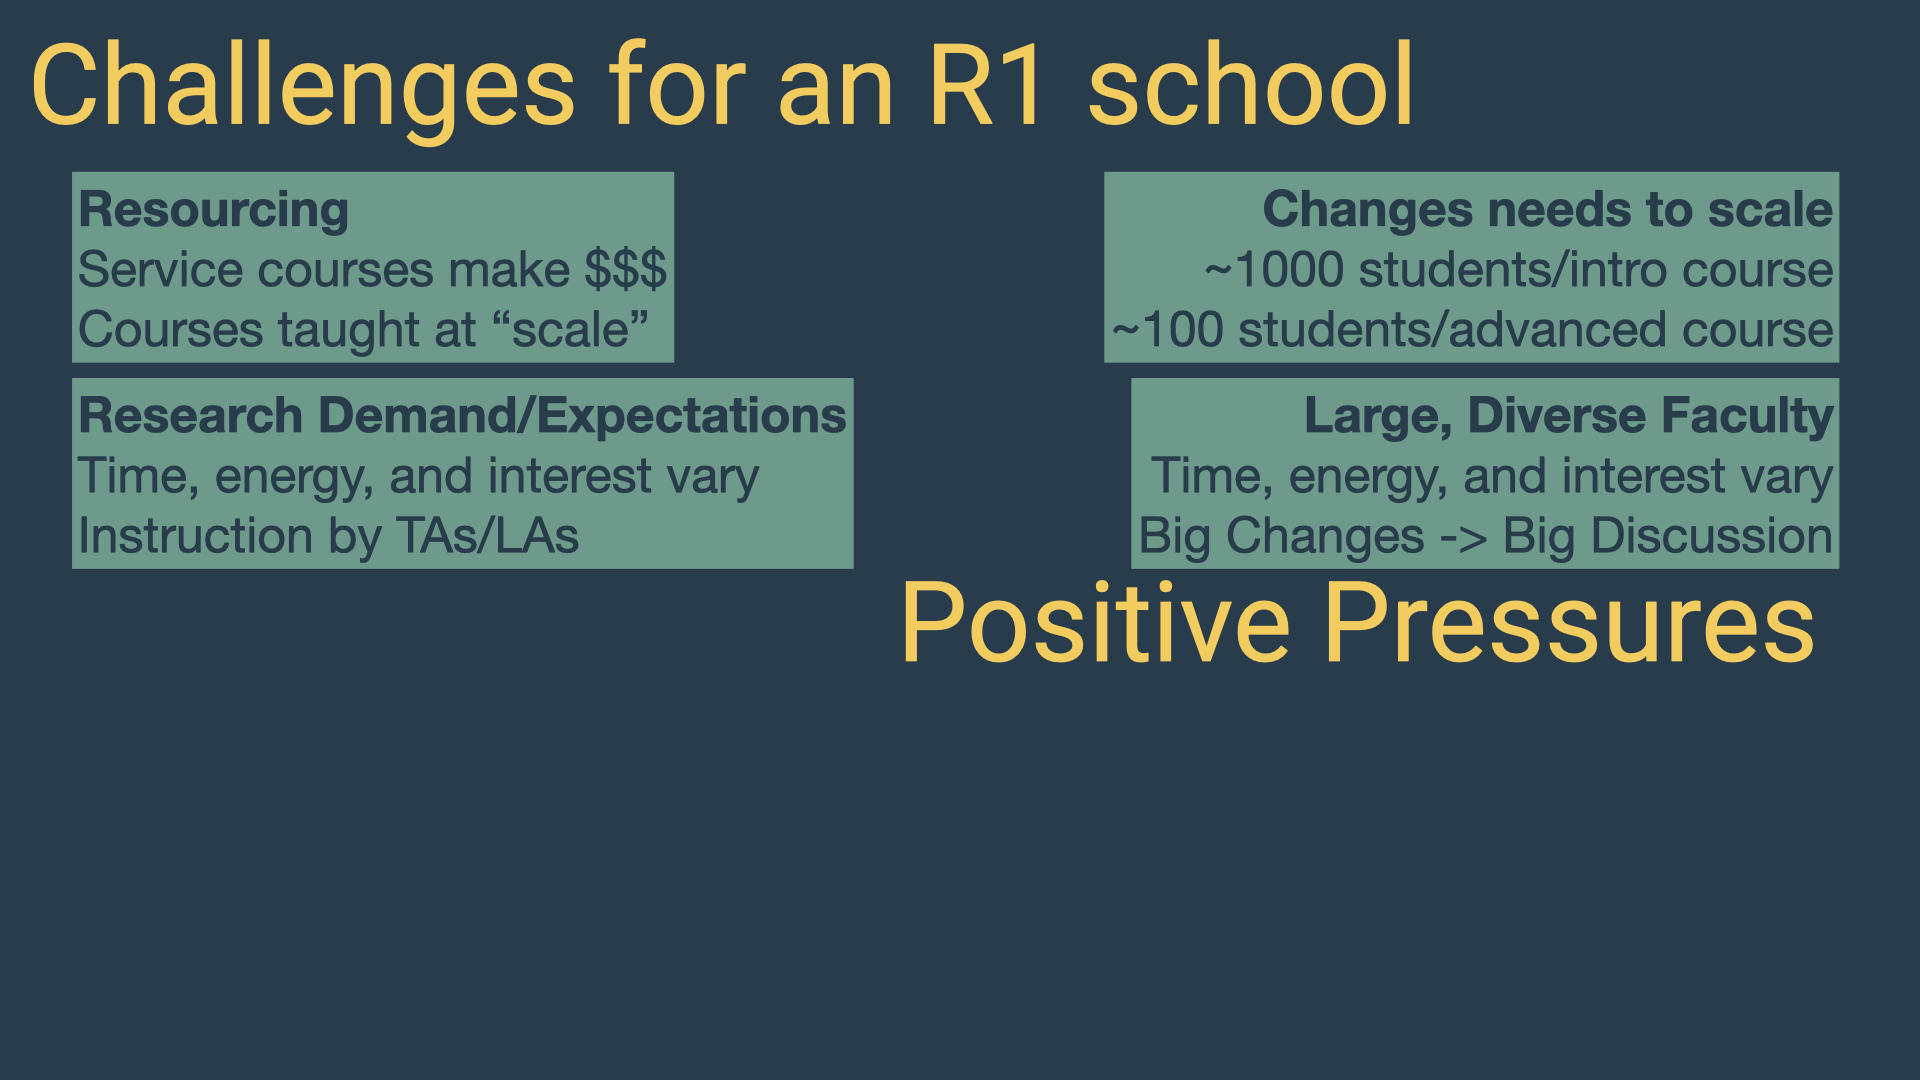 Challenges for an R1 school
Resourcing
Service courses make $$$
Courses taught at “scale”
Changes needs to scale
~1000 students/intro course
~100 students/advanced course
Research Demand/Expectations
Time, energy, and interest vary
Instruction by TAs/LAs
Large, Diverse Faculty
Time, energy, and interest vary
Big Changes -> Big Discussion
Positive Pressures